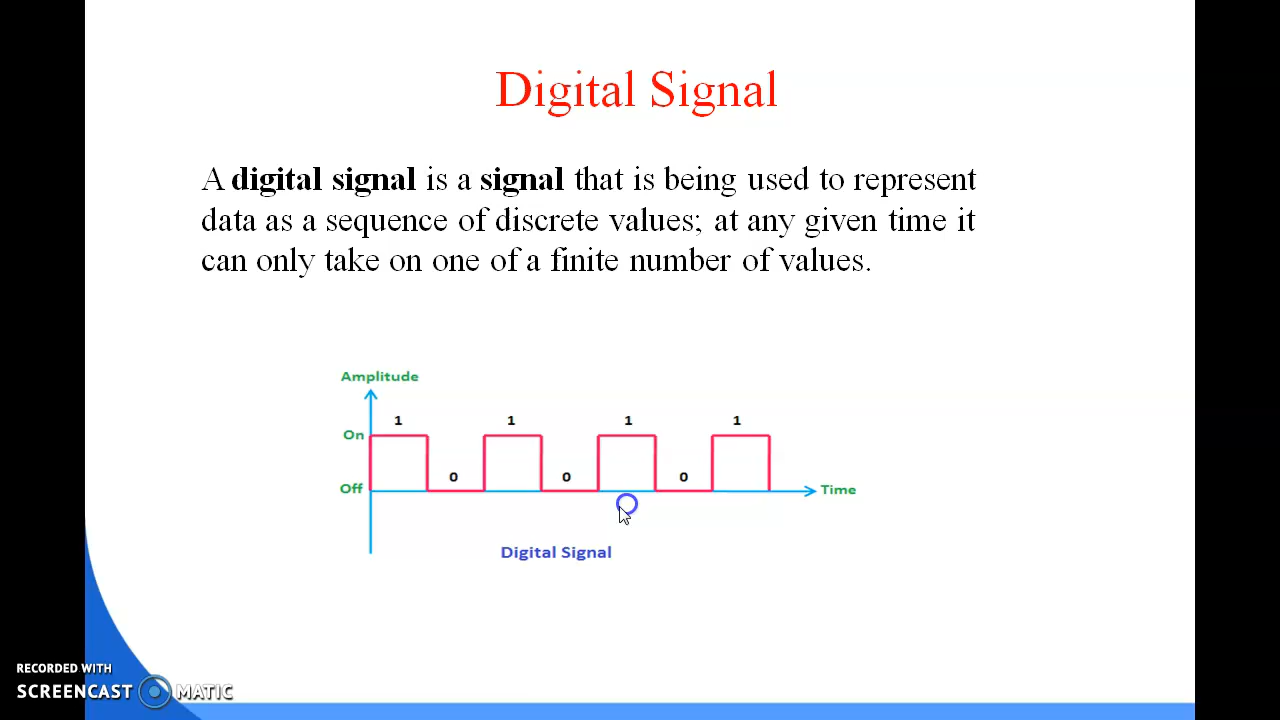 Digital Signal
A digital signal is a signal that is being used to represent
data as a sequence of discrete values; at any given time it
can only take on one of a finite number of values.
Amplitude
1 1 1 1
On
0 0 0
Off
Time
Digital Signal
RECORDED WITH
SCREENCAST MATIC